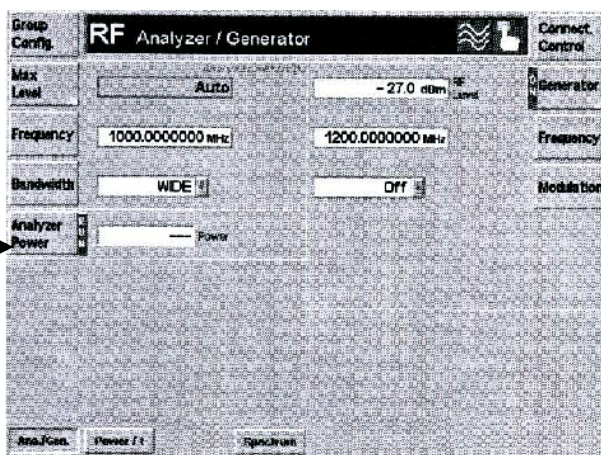 Group
Config.
RF Analyzer / Generator
Connect.
Control
Max
Level
Auto
- 27.0 dBm
RF
Level
Generator
Frequency
1000.0000000 MHz
1200.0000000 MHz
Frequency
Bandwidth
WIDE
Off
Modulation
Analyzer
Power
RUN
---- Power
Ana./Gen.
Power / t
Spectrum